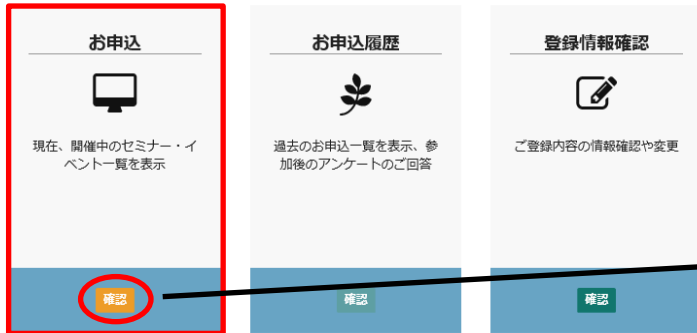 お申込
現在、開催中のセミナー・イ
ベント一覧を表示
確認
お申込履歴
過去のお申込一覧を表示、参
加後のアンケートのご回答
確認
登録情報確認
ご登録内容の情報確認や変更
確認